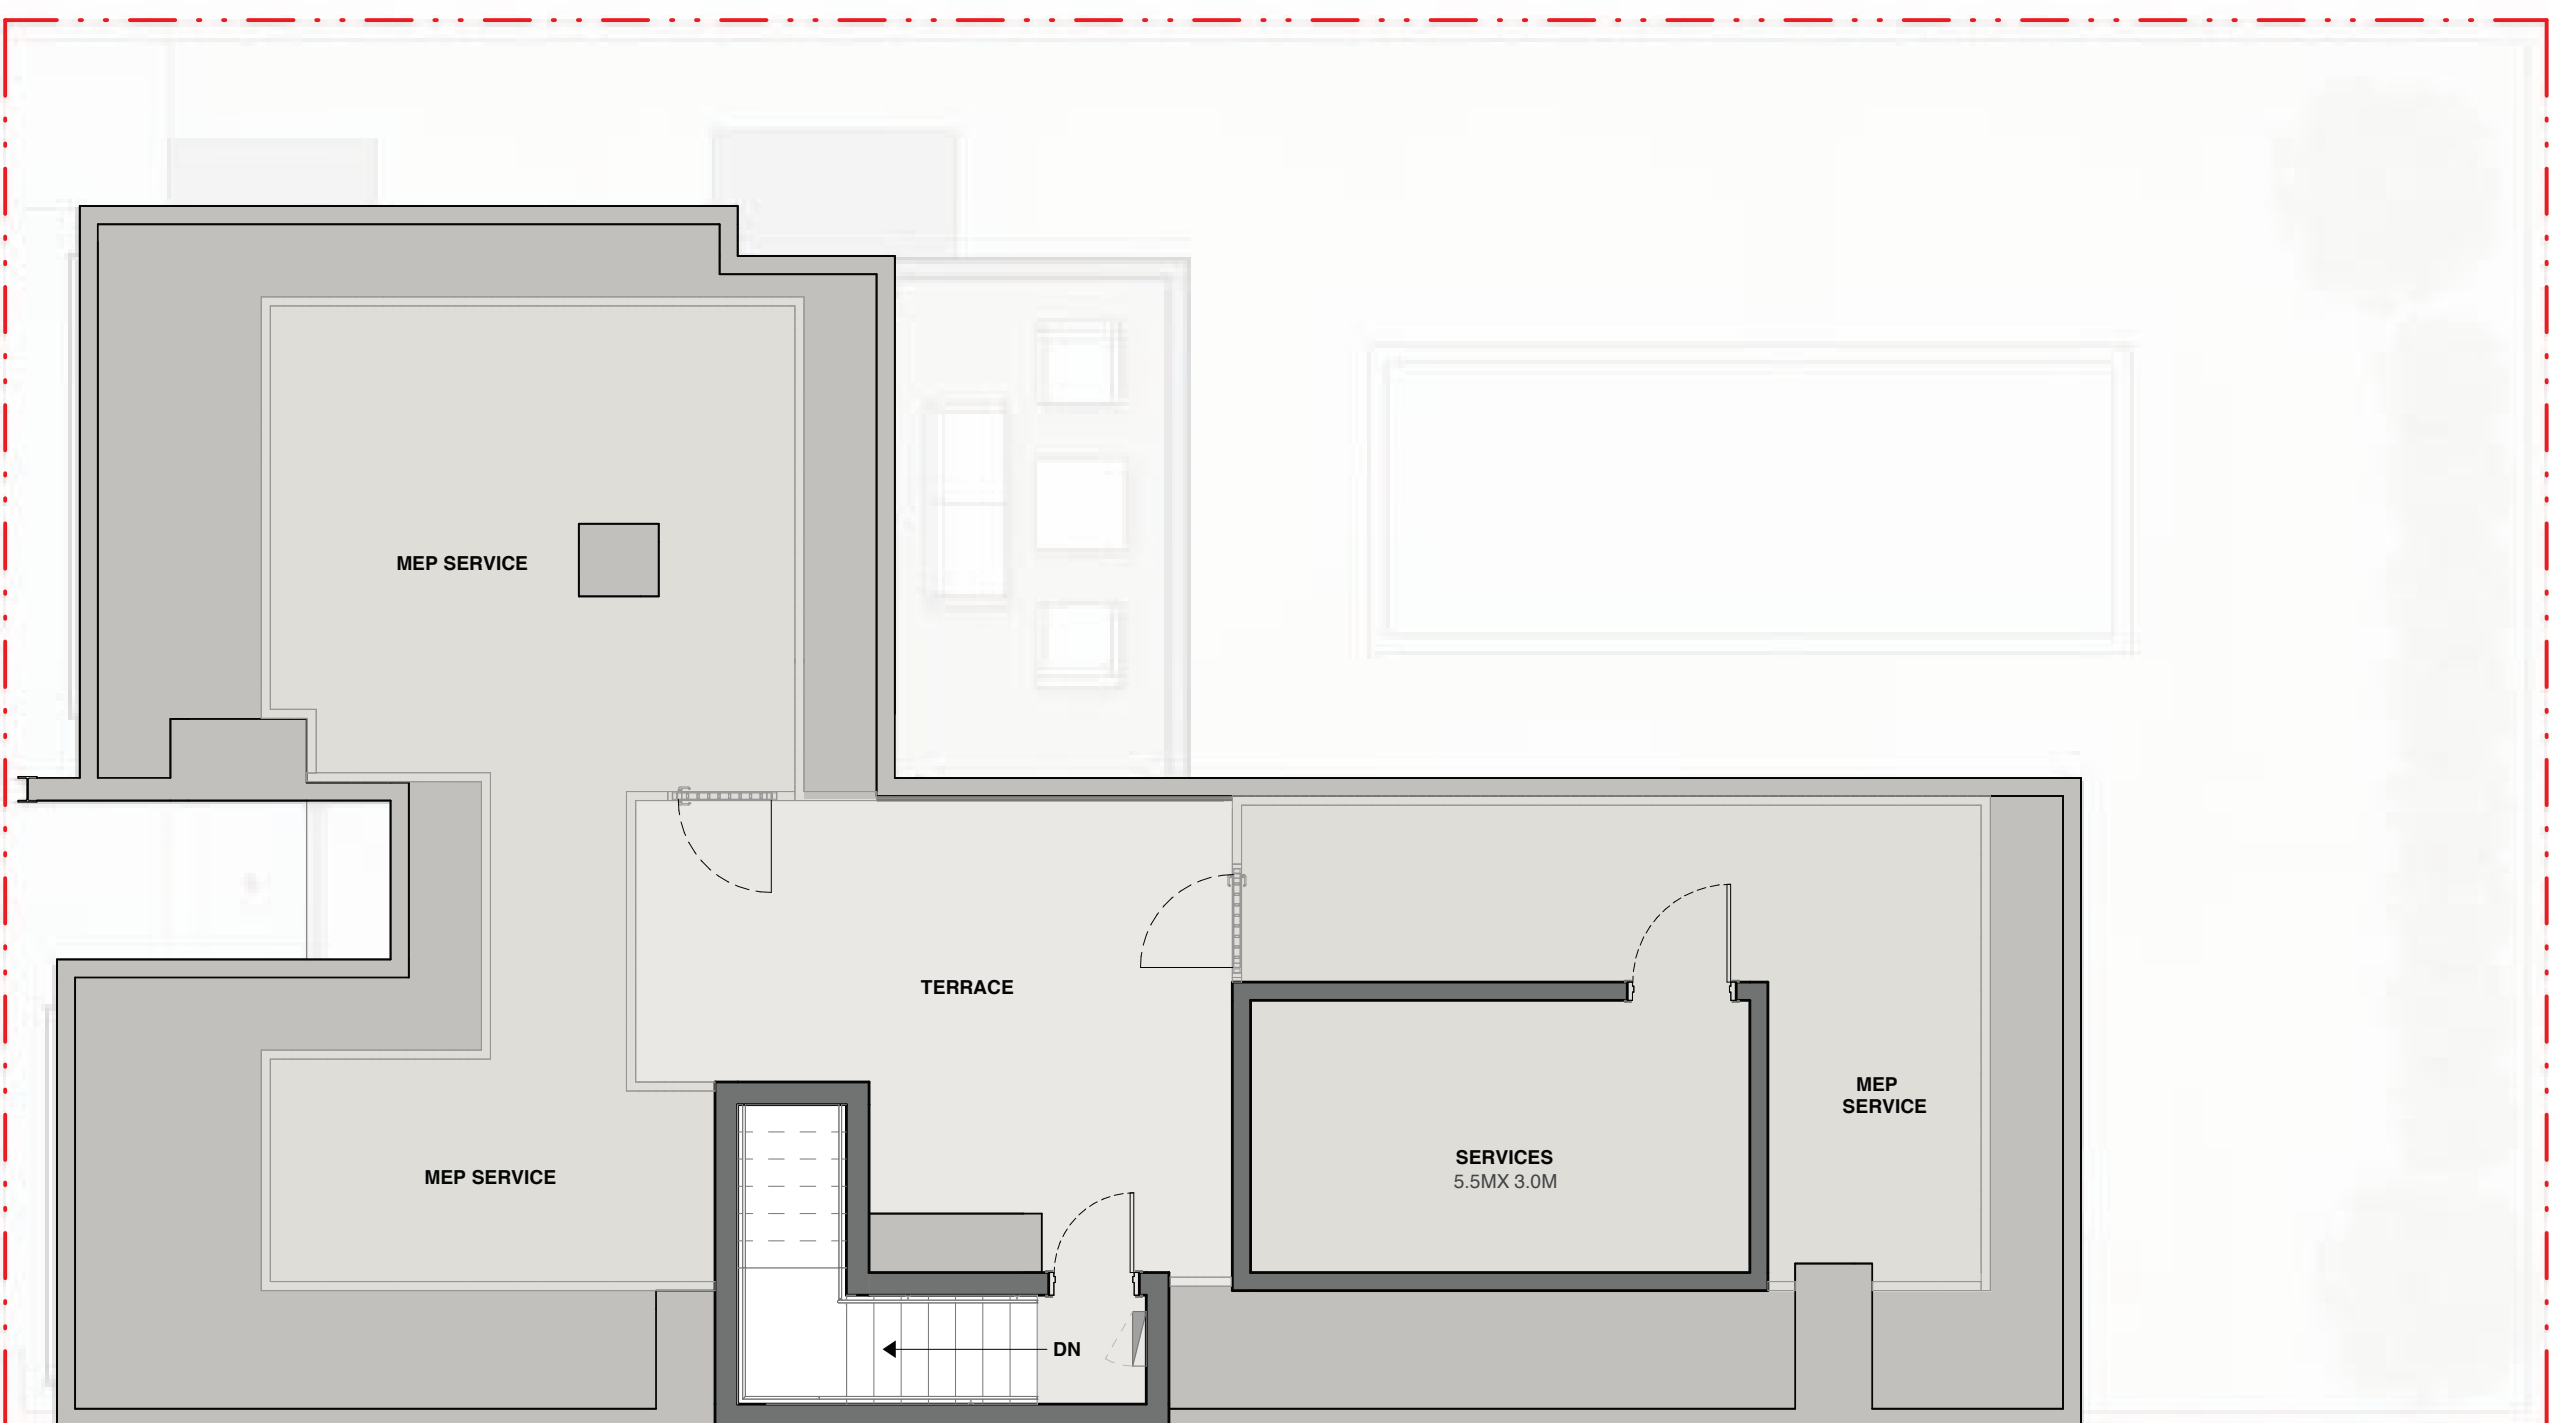 MEP SERVICE
TERRACE
MEP
SERVICE
SERVICES
5.5MX 3.0M
MEP SERVICE
DN